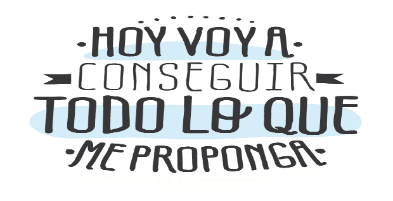 HOY VOY A
CONSEGUIR
TODO LO QUE
ME PROPONGA